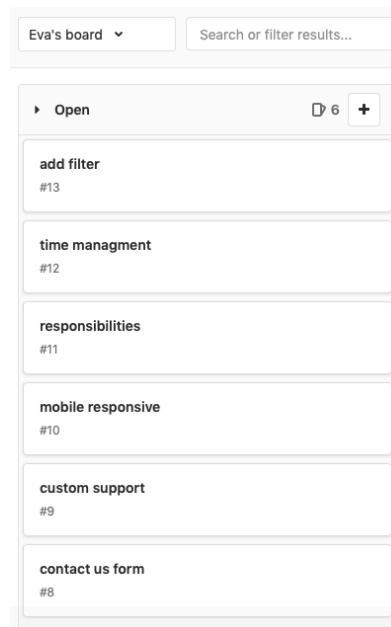 Eva's board
Search or filter results...
Open
6
add filter
#13
time managment
#12
responsibilities
#11
mobile responsive
#10
custom support
#9
contact us form
#8